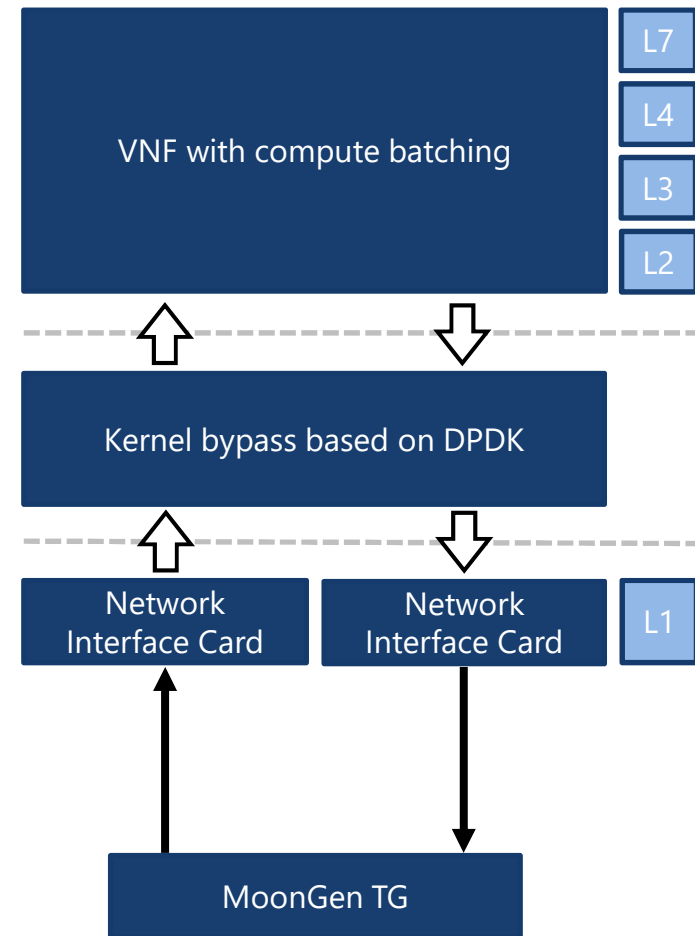 VNF with compute batching
L7
L4
L3
L2
Kernel bypass based on DPDK
Network
Interface Card
Network
Interface Card
L1
MoonGen TG